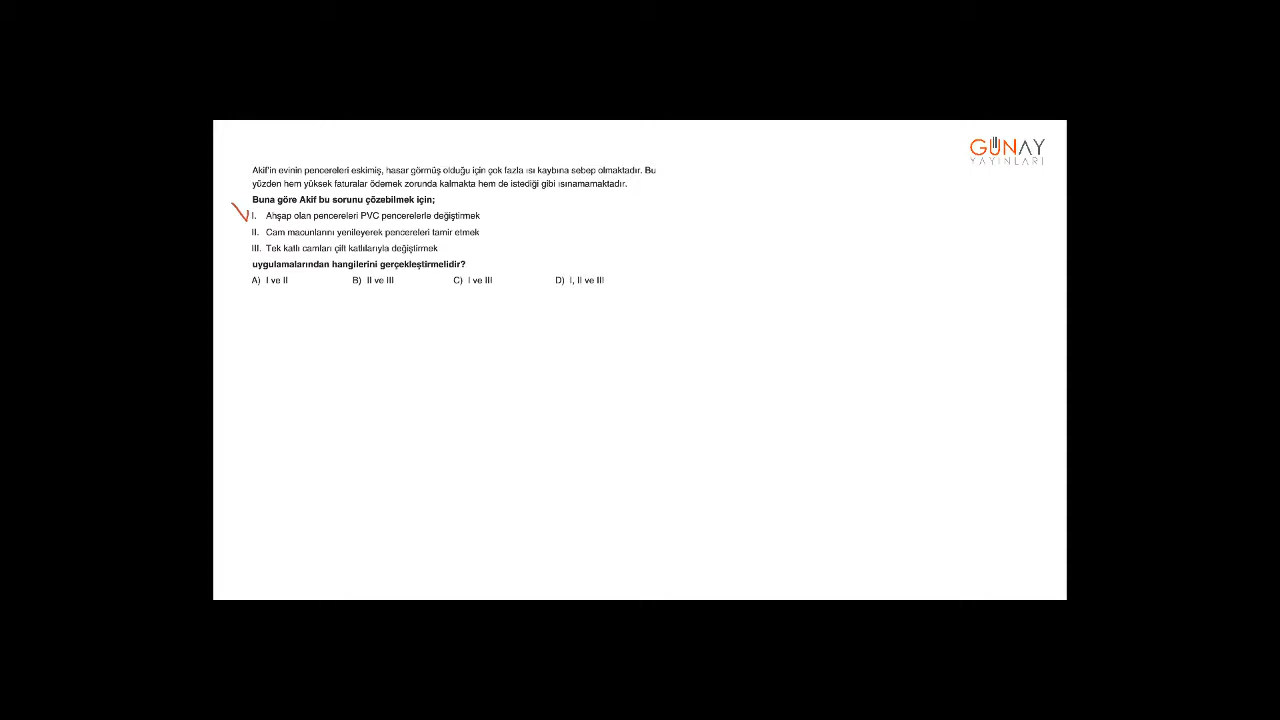 GÜNAY
YAYINLARI
Akif'in evinin pencereleri eskimiş, hasar görmüş olduğu için çok fazla ısı kaybına sebep olmaktadır. Bu
yüzden hem yüksek faturalar ödemek zorunda kalmakta hem de istediği gibi ısınamamaktadır.
Buna göre Akif bu sorunu çözebilmek için;
I. Ahşap olan pencereleri PVC pencerelerle değiştirmek
II. Cam macunlarını yenileyerek pencereleri tamir etmek
III. Tek katlı camları çift katlılarıyla değiştirmek
uygulamalarından hangilerini gerçekleştirmelidir?
A) I ve II B) II ve III C) I ve III D) I, II ve III